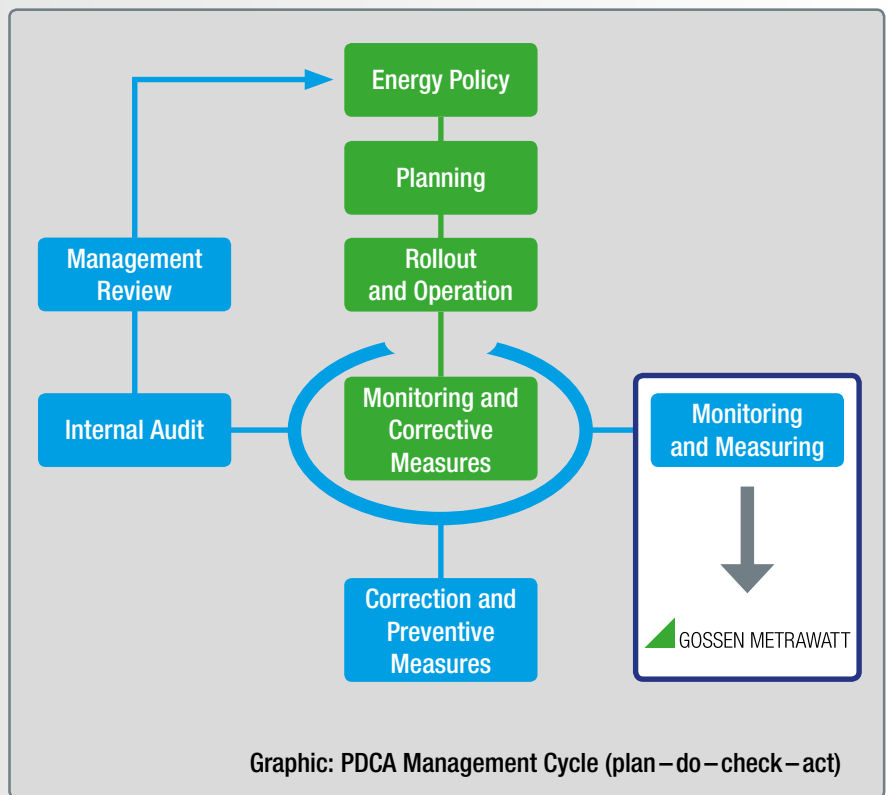 Energy Policy
Planning
Management
Review
Rollout
and Operation
Internal Audit
Monitoring and
Corrective
Measures
Monitoring
and Measuring
Correction and
Preventive
Measures
GOSSEN METRAWATT
Graphic: PDCA Management Cycle (plan – do – check – act)